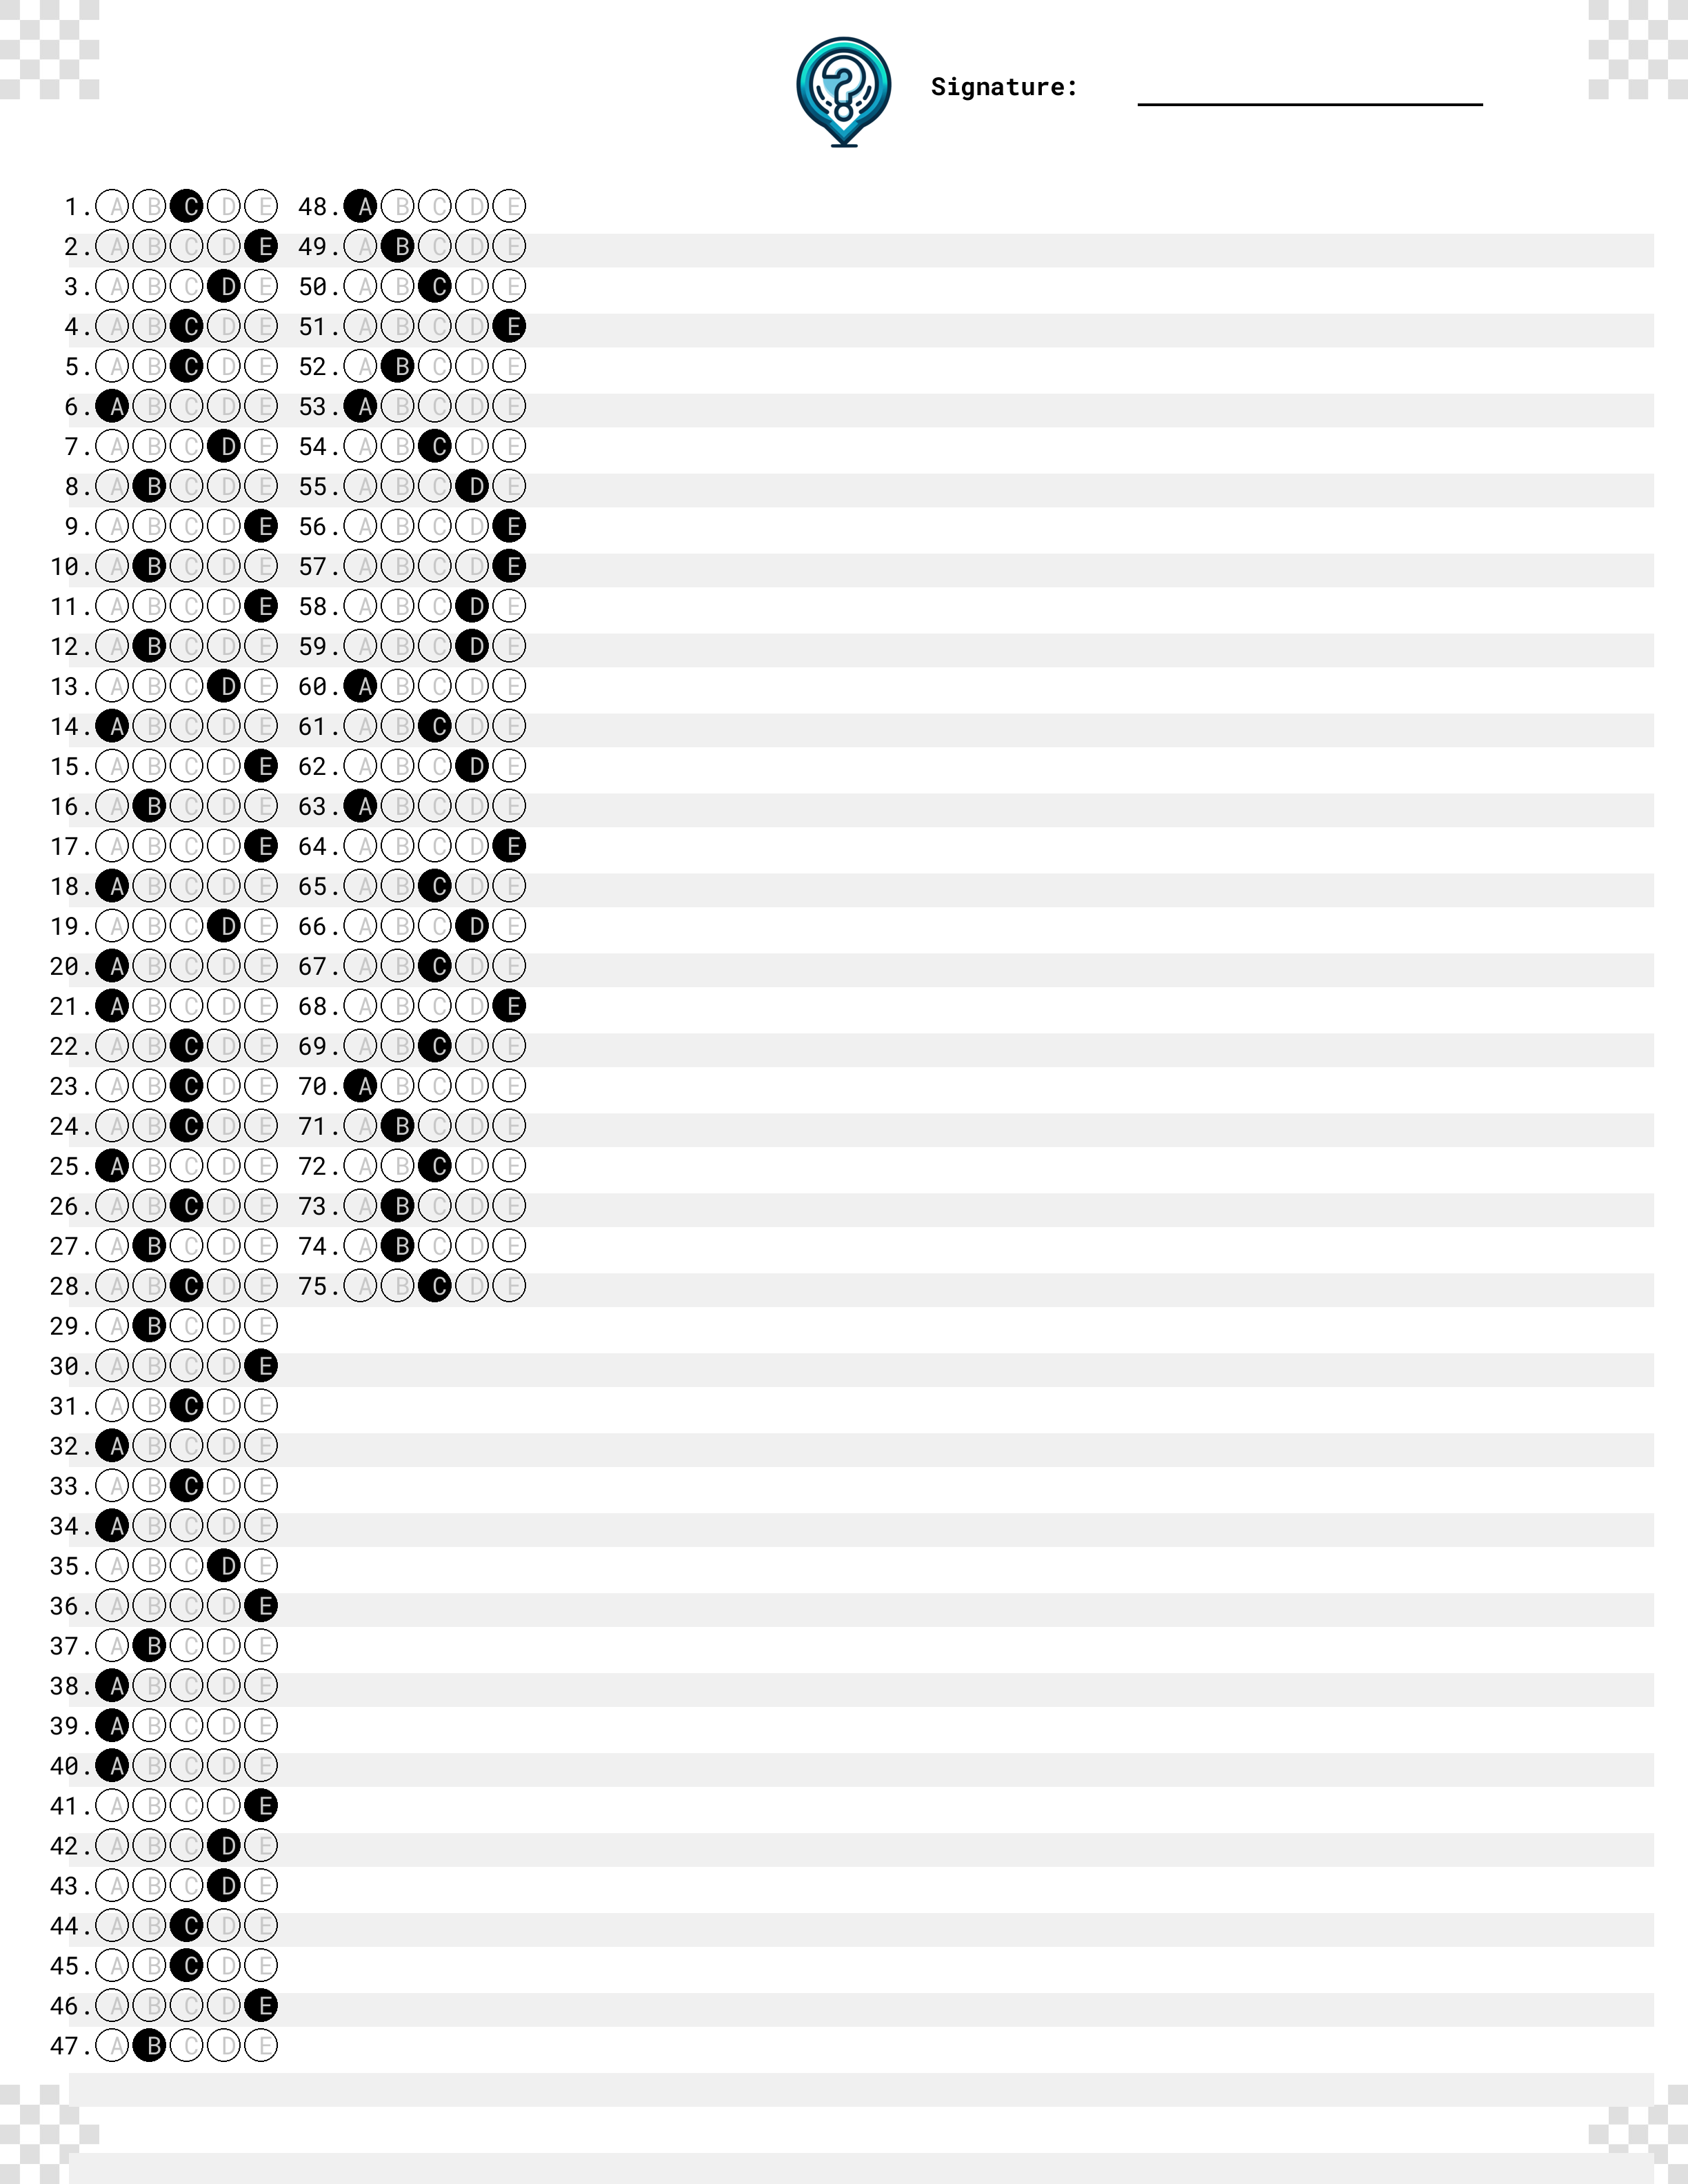 Signature:
1. A B C D E 48. A B C D E
2. A B C D E 49. A B C D E
3. A B C D E 50. A B C D E
4. A B C D E 51. A B C D E
5. A B C D E 52. A B C D E
6. A B C D E 53. A B C D E
7. A B C D E 54. A B C D E
8. A B C D E 55. A B C D E
9. A B C D E 56. A B C D E
10. A B C D E 57. A B C D E
11. A B C D E 58. A B C D E
12. A B C D E 59. A B C D E
13. A B C D E 60. A B C D E
14. A B C D E 61. A B C D E
15. A B C D E 62. A B C D E
16. A B C D E 63. A B C D E
17. A B C D E 64. A B C D E
18. A B C D E 65. A B C D E
19. A B C D E 66. A B C D E
20. A B C D E 67. A B C D E
21. A B C D E 68. A B C D E
22. A B C D E 69. A B C D E
23. A B C D E 70. A B C D E
24. A B C D E 71. A B C D E
25. A B C D E 72. A B C D E
26. A B C D E 73. A B C D E
27. A B C D E 74. A B C D E
28. A B C D E 75. A B C D E
29. A B C D E
30. A B C D E
31. A B C D E
32. A B C D E
33. A B C D E
34. A B C D E
35. A B C D E
36. A B C D E
37. A B C D E
38. A B C D E
39. A B C D E
40. A B C D E
41. A B C D E
42. A B C D E
43. A B C D E
44. A B C D E
45. A B C D E
46. A B C D E
47. A B C D E